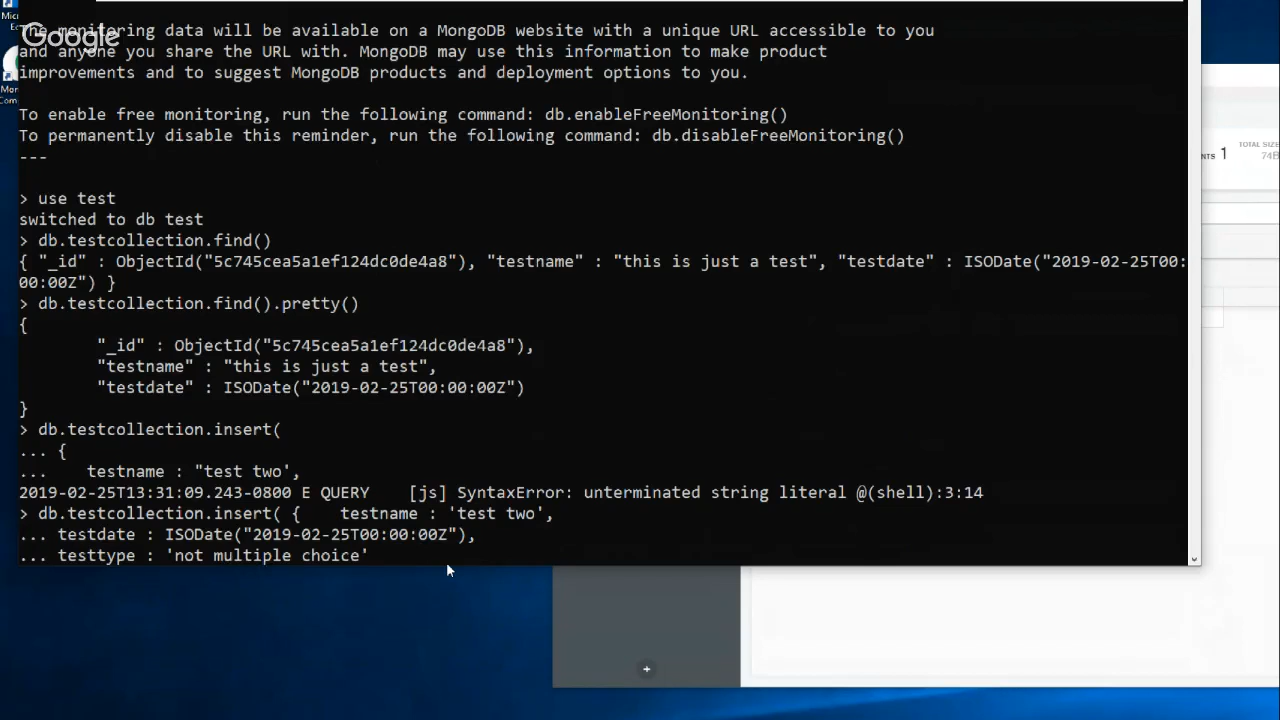 The monitoring data will be available on a MongoDB website with a unique URL accessible to you
Google
and anyone you share the URL with. MongoDB may use this information to make product
improvements and to suggest MongoDB products and deployment options to you.
To enable free monitoring, run the following command: db.enableFreeMonitoring()
To permanently disable this reminder, run the following command: db.disableFreeMonitoring()
---
> use test
switched to db test
> db.testcollection.find()
{ "_id" : ObjectId("5c745cea5a1ef124dc0de4a8"), "testname" : "this is just a test", "testdate" : ISODate("2019-02-25T00:
00:00Z") }
> db.testcollection.find().pretty()
{
"_id" : ObjectId("5c745cea5a1ef124dc0de4a8"),
"testname" : "this is just a test",
"testdate" : ISODate("2019-02-25T00:00:00Z")
}
> db.testcollection.insert(
... {
...    testname : "test two',
2019-02-25T13:31:09.243-0800 E QUERY    [js] SyntaxError: unterminated string literal @(shell):3:14
> db.testcollection.insert( {    testname : 'test two',
... testdate : ISODate("2019-02-25T00:00:00Z"),
... testtype : 'not multiple choice'
NTS 1
TOTAL SIZE
74B
+